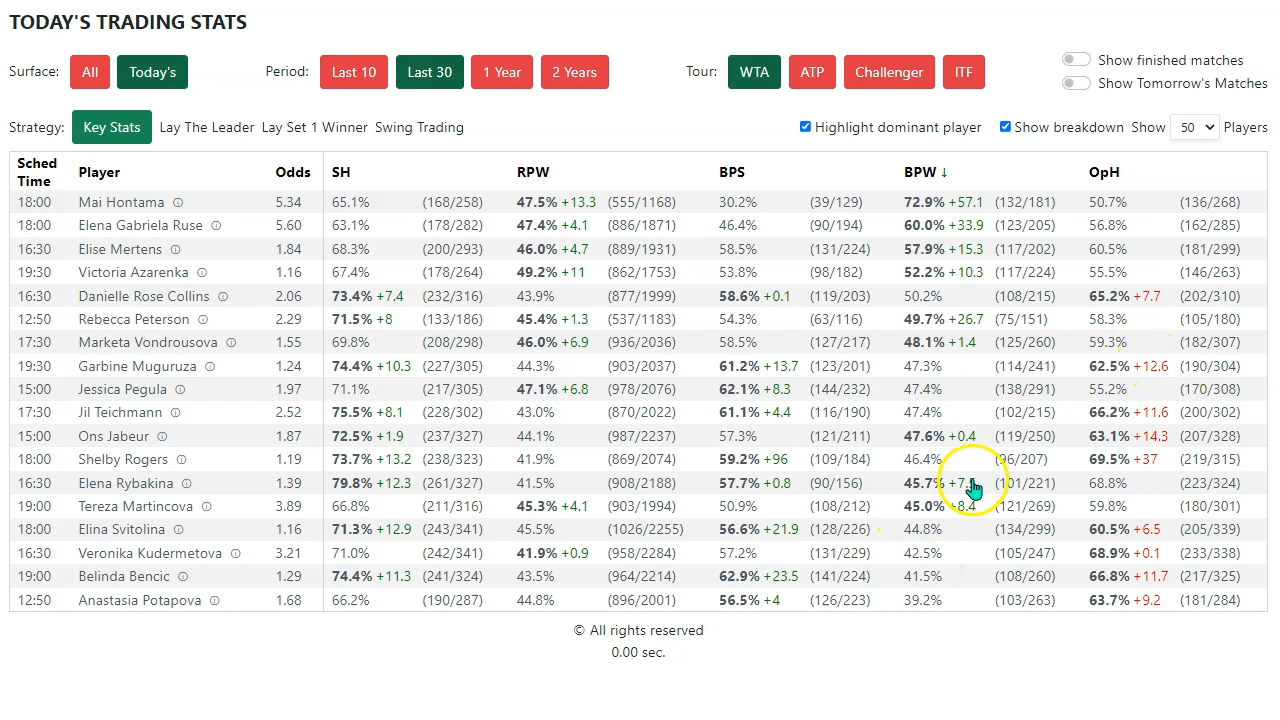 TODAY'S TRADING STATS
Surface: All Today's Period: Last 10 Last 30 1 Year 2 Years Tour: WTA ATP Challenger ITF Show finished matches
Show Tomorrow's Matches
Strategy: Key Stats Lay The Leader Lay Set 1 Winner Swing Trading Highlight dominant player Show breakdown Show 50 Players
Sched Time Player Odds SH RPW BPS BPW ↓ OpH
18:00 Mai Hontama 5.34 65.1% (168/258) 47.5% +13.3 (555/1168) 30.2% (39/129) 72.9% +57.1 (132/181) 50.7% (136/268)
18:00 Elena Gabriela Ruse 5.60 63.1% (178/282) 47.4% +4.1 (886/1871) 46.4% (90/194) 60.0% +33.9 (123/205) 56.8% (162/285)
16:30 Elise Mertens 1.84 68.3% (200/293) 46.0% +4.7 (889/1931) 58.5% (131/224) 57.9% +15.3 (117/202) 60.5% (181/299)
19:30 Victoria Azarenka 1.16 67.4% (178/264) 49.2% +11 (862/1753) 53.8% (98/182) 52.2% +10.3 (117/224) 55.5% (146/263)
16:30 Danielle Rose Collins 2.06 73.4% +7.4 (232/316) 43.9% (877/1999) 58.6% +0.1 (119/203) 50.2% (108/215) 65.2% +7.7 (202/310)
12:50 Rebecca Peterson 2.29 71.5% +8 (133/186) 45.4% +1.3 (537/1183) 54.3% (63/116) 49.7% +26.7 (75/151) 58.3% (105/180)
17:30 Marketa Vondrousova 1.55 69.8% (208/298) 46.0% +6.9 (936/2036) 58.5% (127/217) 48.1% +1.4 (125/260) 59.3% (182/307)
19:30 Garbine Muguruza 1.24 74.4% +10.3 (227/305) 44.3% (903/2037) 61.2% +13.7 (123/201) 47.3% (114/241) 62.5% +12.6 (190/304)
15:00 Jessica Pegula 1.97 71.1% (217/305) 47.1% +6.8 (978/2076) 62.1% +8.3 (144/232) 47.4% (138/291) 55.2% (170/308)
17:30 Jil Teichmann 2.52 75.5% +8.1 (228/302) 43.0% (870/2022) 61.1% +4.4 (116/190) 47.4% (102/215) 66.2% +11.6 (200/302)
15:00 Ons Jabeur 1.87 72.5% +1.9 (237/327) 44.1% (987/2237) 57.3% (121/211) 47.6% +0.4 (119/250) 63.1% +14.3 (207/328)
18:00 Shelby Rogers 1.19 73.7% +13.2 (238/323) 41.9% (869/2074) 59.2% +96 (109/184) 46.4% (96/207) 69.5% +37 (219/315)
16:30 Elena Rybakina 1.39 79.8% +12.3 (261/327) 41.5% (908/2188) 57.7% +0.8 (90/156) 45.7% (101/221) 68.8% (223/324)
19:00 Tereza Martincova 3.85 66.8% (211/316) 45.3% +4.1 (903/1994) 50.9% (108/212) 45.0% +8.4 (121/269) 59.8% (180/301)
18:00 Elina Svitolina 1.16 71.3% +12.9 (243/341) 45.5% (1026/2255) 56.6% +21.9 (128/226) 44.8% (134/299) 60.5% +6.5 (205/339)
16:30 Veronika Kudermetova 3.21 71.0% (242/341) 41.9% +0.9 (958/2284) 57.2% (131/229) 42.5% (105/247) 68.9% +0.1 (233/338)
19:00 Belinda Bencic 1.29 74.4% +11.3 (241/324) 43.5% (964/2214) 62.9% +23.5 (141/224) 41.5% (108/260) 66.8% +11.7 (217/325)
12:50 Anastasia Potapova 1.68 66.2% (190/287) 44.8% (896/2001) 56.5% +4 (126/223) 39.2% (103/263) 63.7% +9.2 (181/284)
© All rights reserved
0.00 sec.